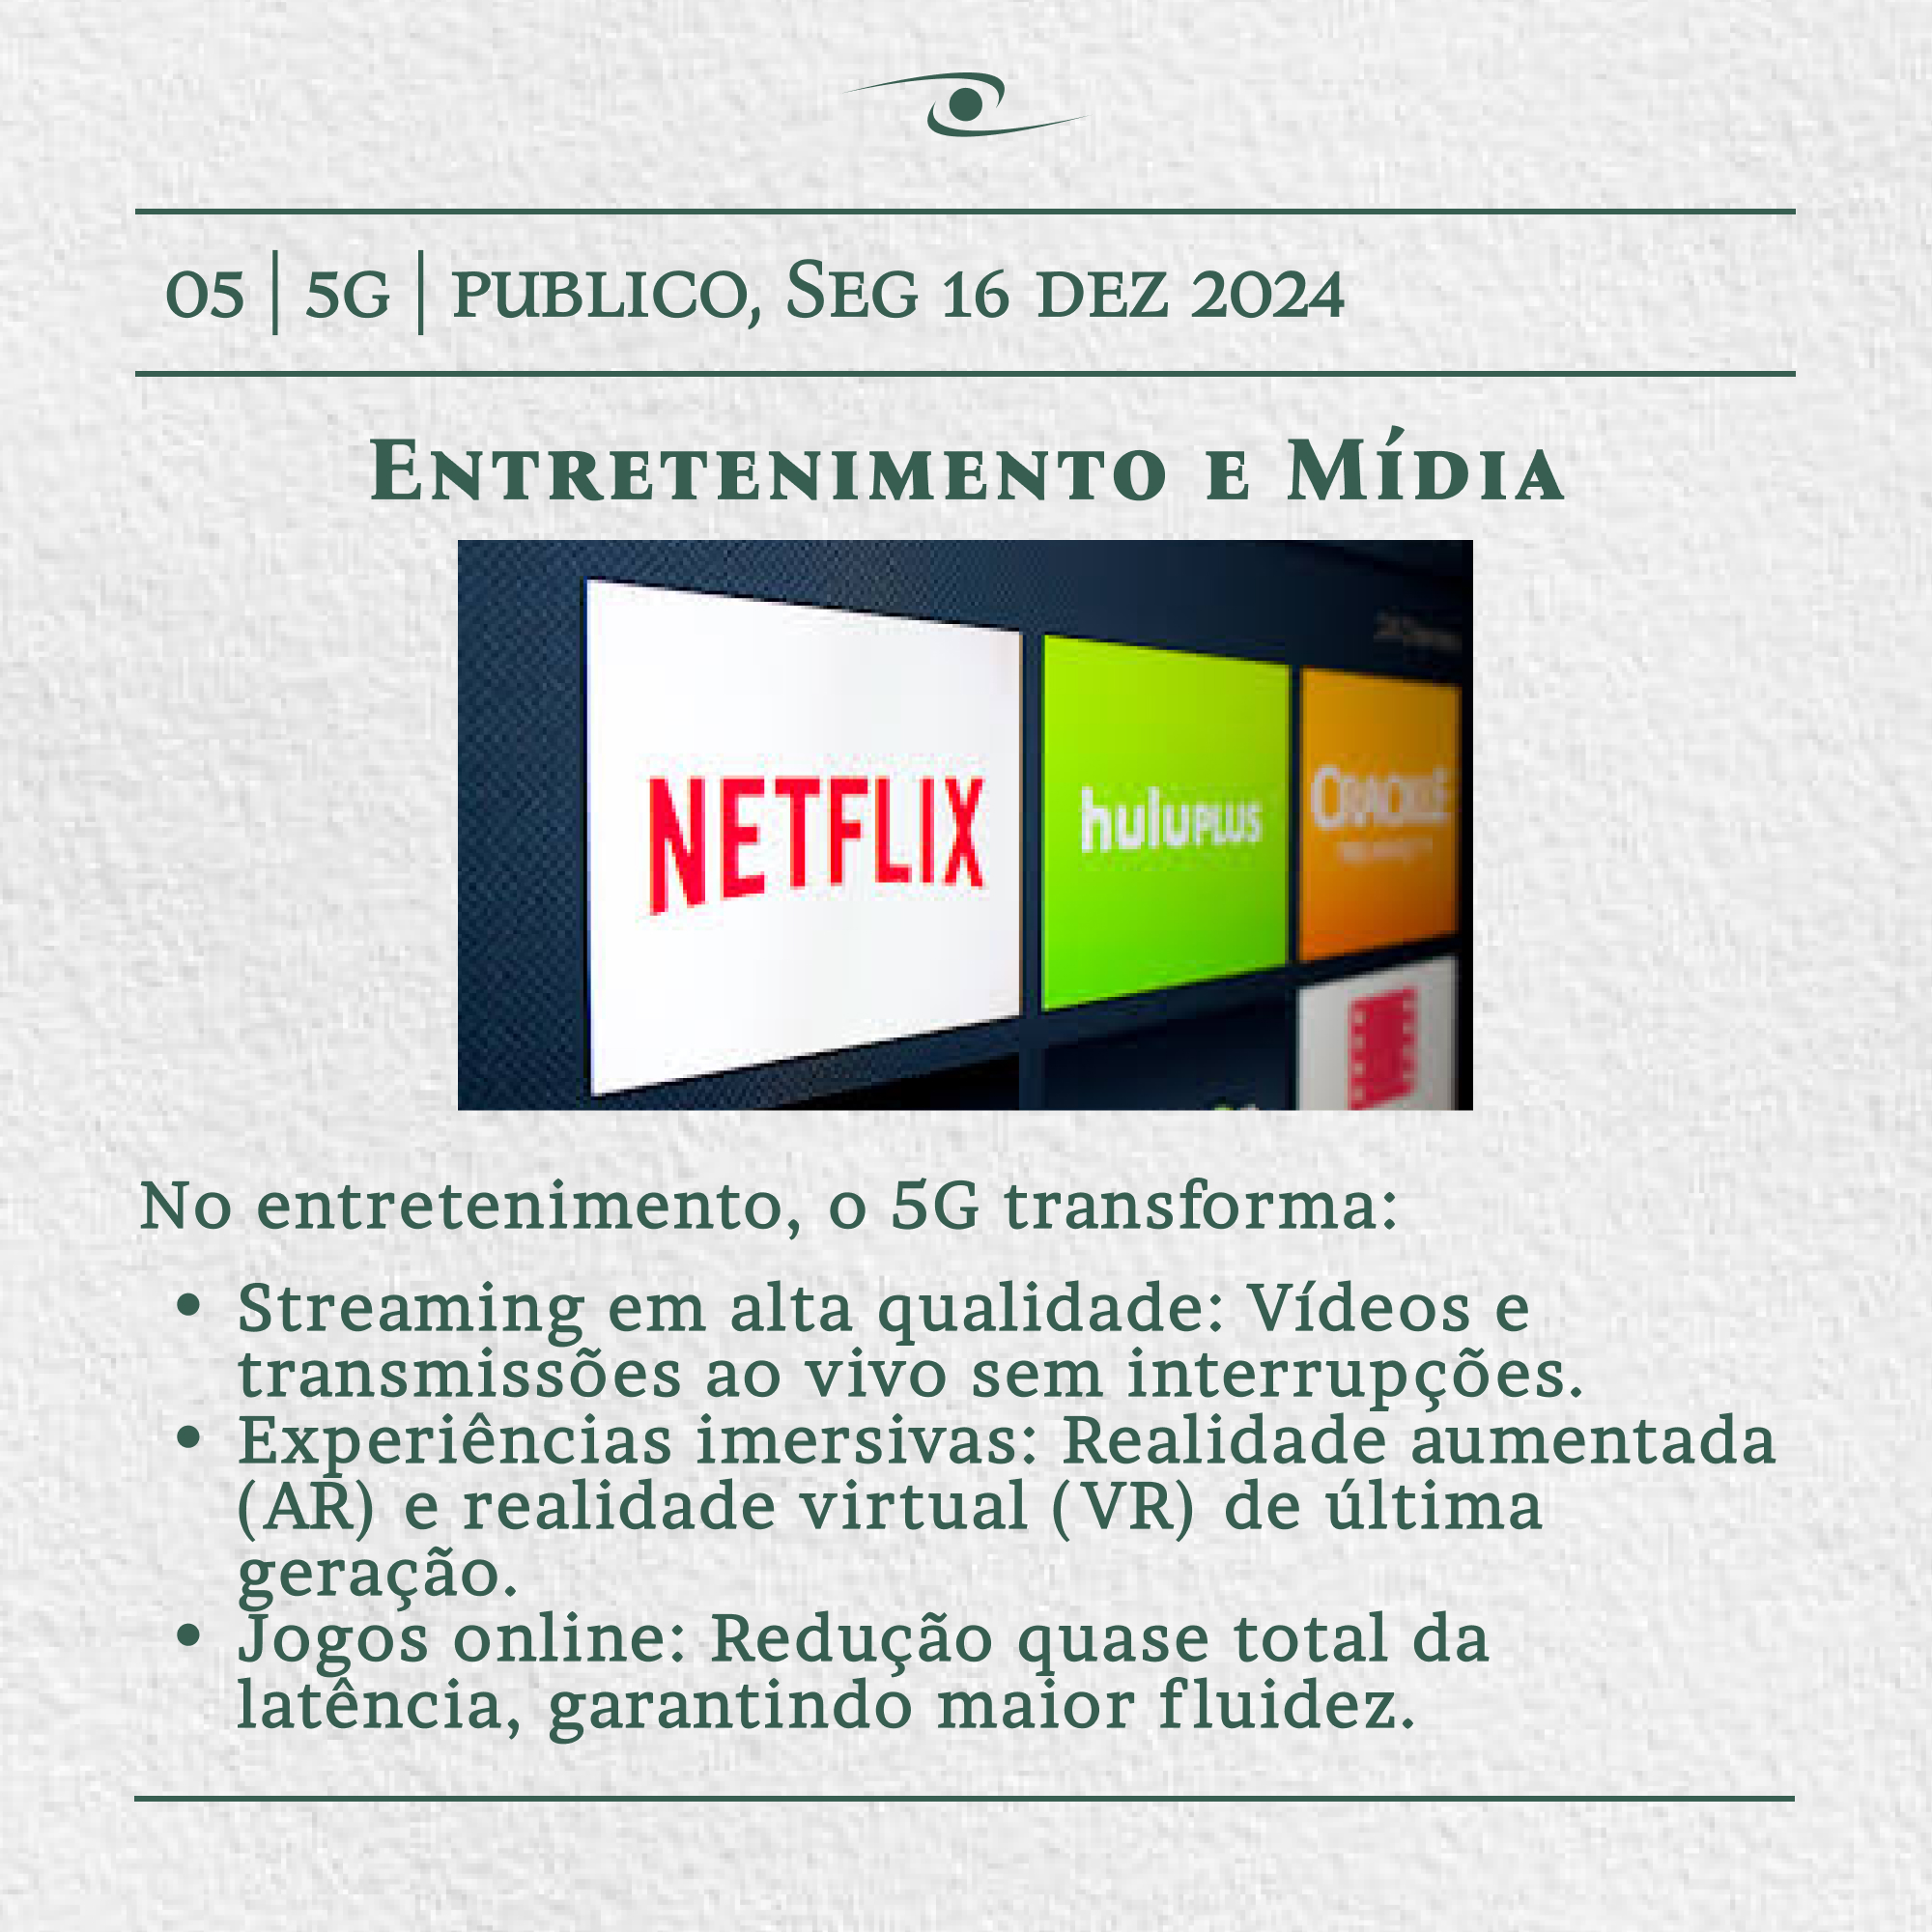 05 | 5G | PUBLICO, SEG 16 DEZ 2024
ENTRETENIMENTO E MÍDIA
NETFLIX
huluPLUS
CRACKLE
No entretenimento, o 5G transforma:
• Streaming em alta qualidade: Vídeos e
transmissões ao vivo sem interrupções.
• Experiências imersivas: Realidade aumentada
(AR) e realidade virtual (VR) de última
geração.
• Jogos online: Redução quase total da
latência, garantindo maior fluidez.